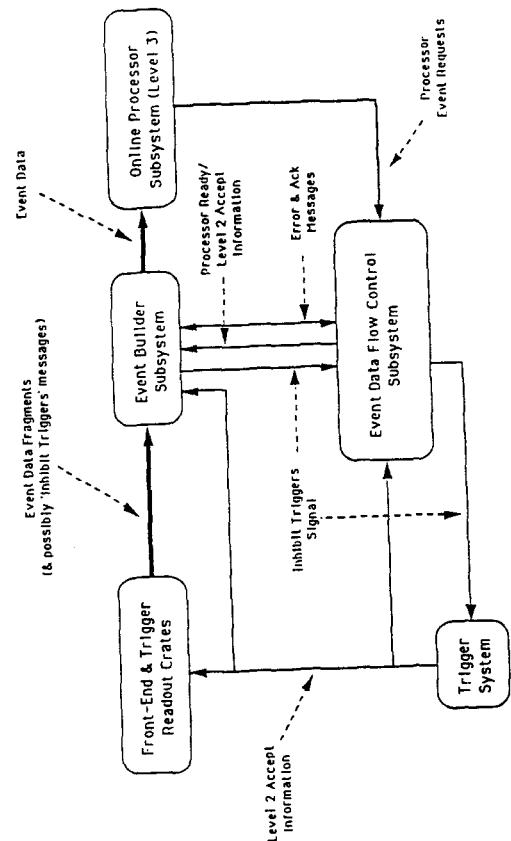 Event Data Fragments
(& possibly 'Inhibit Triggers' messages)
Event Data
Front-End & Trigger
Readout Crates
Event Builder
Subsystem
Online Processor
Subsystem (Level 3)
Processor Ready/
Level 2 Accept
Information
Level 2 Accept
Information
Inhibit Triggers
Signal
Error & Ack
Messages
Trigger
System
Event Data Flow Control
Subsystem
Processor
Event Requests